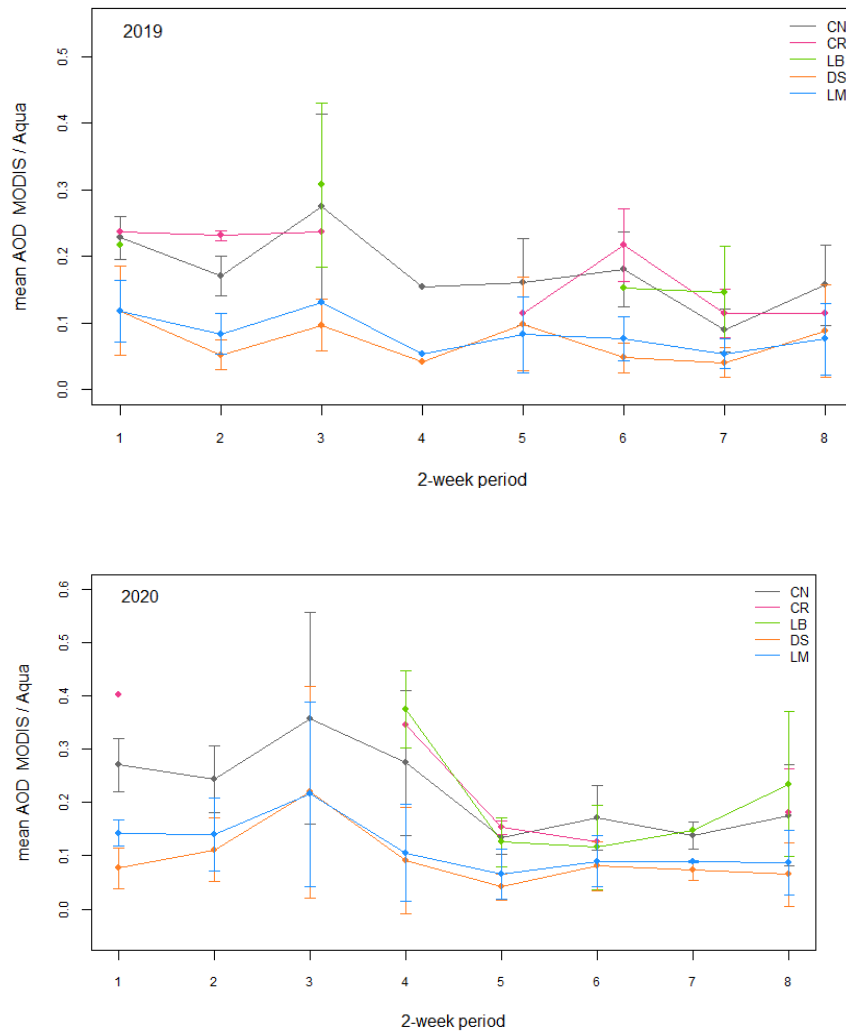 2019
CN
CR
LB
DS
LM
mean AOD MODIS / Aqua
0.5
0.4
0.3
0.2
0.1
0.0
1 2 3 4 5 6 7 8
2-week period
2020
CN
CR
LB
DS
LM
mean AOD MODIS / Aqua
0.6
0.5
0.4
0.3
0.2
0.1
0.0
1 2 3 4 5 6 7 8
2-week period